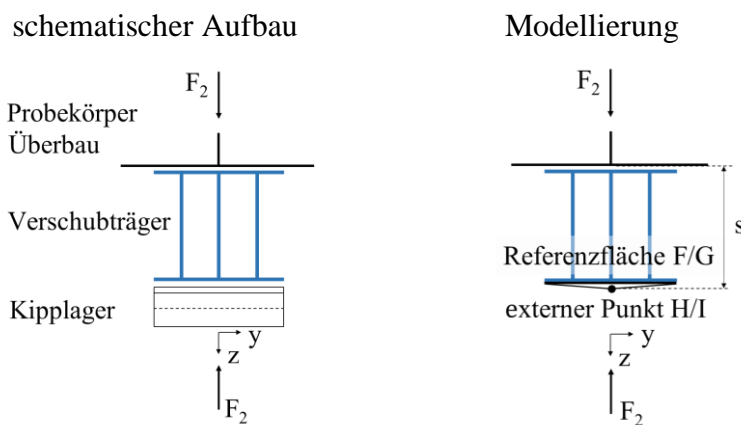 schematischer Aufbau
F2
Probekörper
Überbau
Verschubträger
Kipplager
y
z
F2
Modellierung
F2
s
Referenzfläche F/G
externer Punkt H/I
y
z
F2